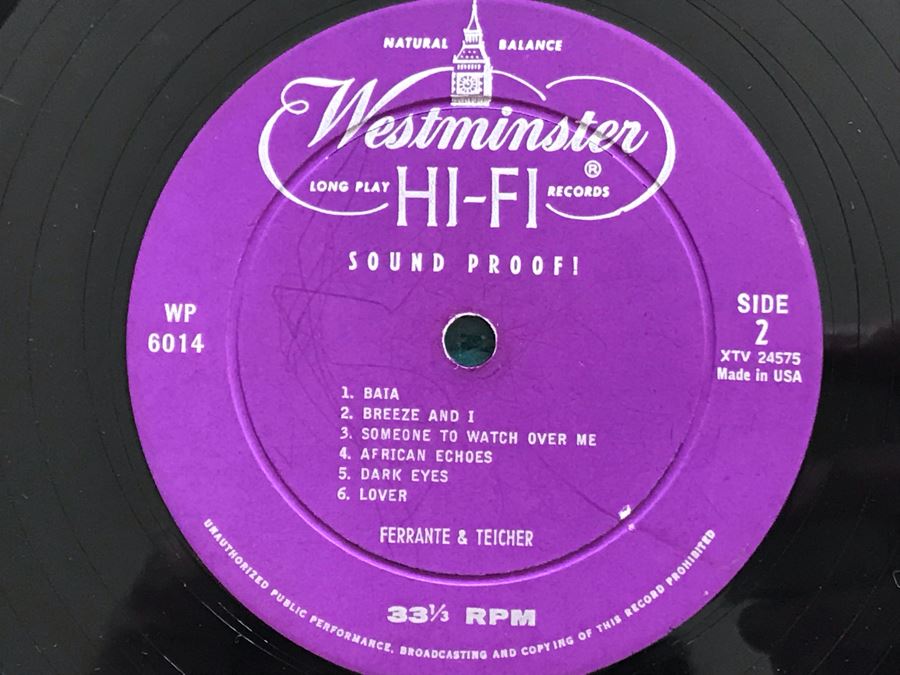 NATURAL BALANCE
Westminster ®
LONG PLAY HI-FI RECORDS
SOUND PROOF!
WP
6014
SIDE
2
XTV 24575
Made in USA
1. BAIA
2. BREEZE AND I
3. SOMEONE TO WATCH OVER ME
4. AFRICAN ECHOES
5. DARK EYES
6. LOVER
FERRANTE & TEICHER
33⅓ RPM
UNAUTHORIZED PUBLIC PERFORMANCE, BROADCASTING AND COPYING OF THIS RECORD PROHIBITED